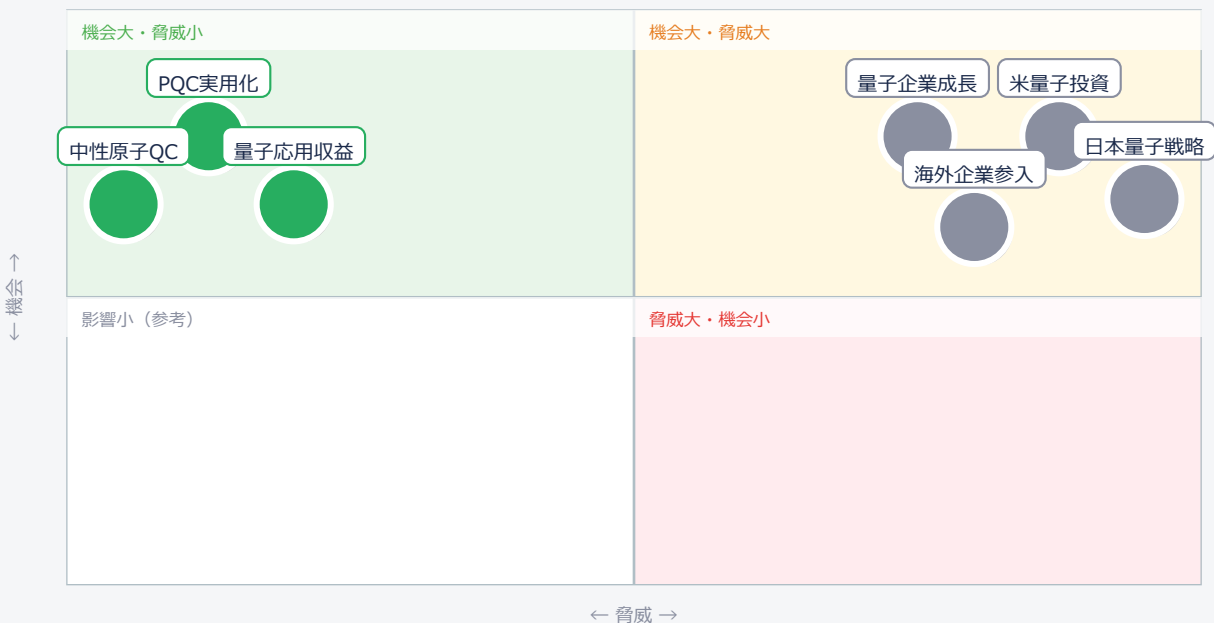 機会大・脅威小
機会大・脅威大
PQC実用化
量子企業成長
米量子投資
中性原子QC
量子応用収益
日本量子戦略
海外企業参入
← 機会 →
影響小（参考）
脅威大・機会小
← 脅威 →